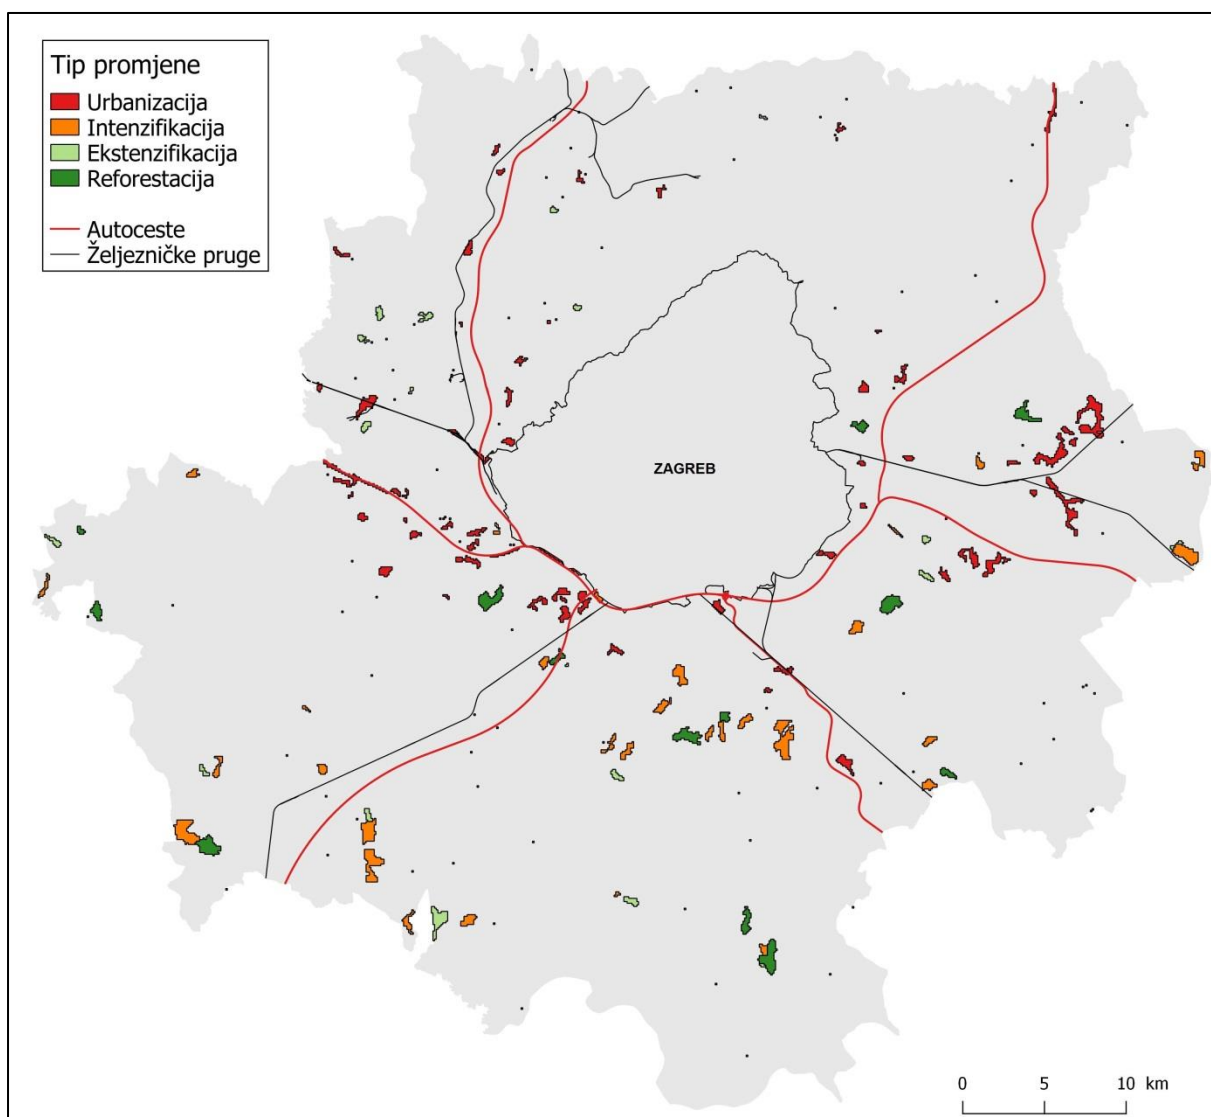 Tip promjene
Urbanizacija
Intenzifikacija
Ekstenzifikacija
Reforestacija
Autoceste
Željezničke pruge
ZAGREB
0 5 10 km